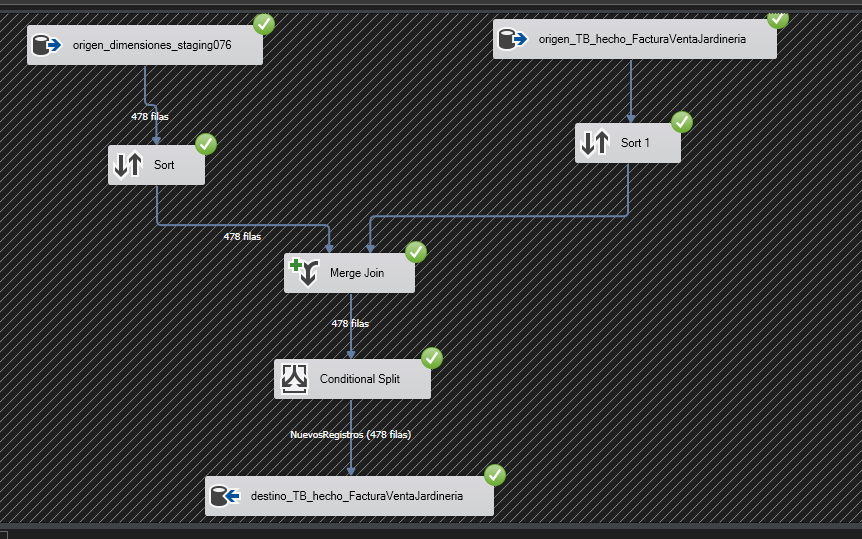 origen_dimensiones_staging076
origen_TB_hecho_FacturaVentaJardineria
478 filas
Sort
Sort 1
478 filas
Merge Join
478 filas
Conditional Split
NuevosRegistros (478 filas)
destino_TB_hecho_FacturaVentaJardineria